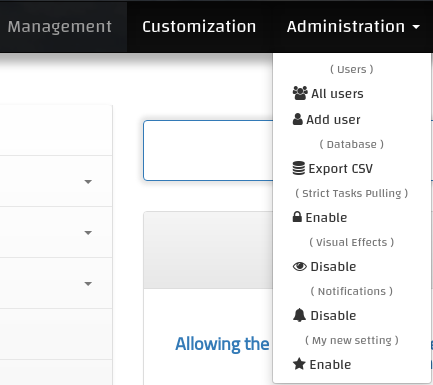 Management Customization Administration
( Users )
All users
Add user
( Database )
Export CSV
( Strict Tasks Pulling )
Enable
( Visual Effects )
Disable
( Notifications )
Disable
( My new setting )
Allowing the
Enable